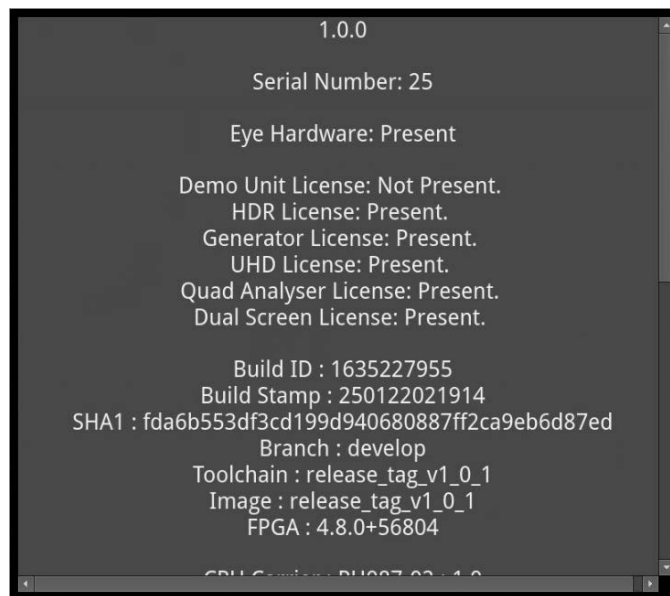 1.0.0
Serial Number: 25
Eye Hardware: Present
Demo Unit License: Not Present.
HDR License: Present.
Generator License: Present.
UHD License: Present.
Quad Analyser License: Present.
Dual Screen License: Present.
Build ID : 1635227955
Build Stamp : 250122021914
SHA1 : fda6b553df3cd199d940680887ff2ca9eb6d87ed
Branch : develop
Toolchain : release_tag_v1_0_1
Image : release_tag_v1_0_1
FPGA : 4.8.0+56804